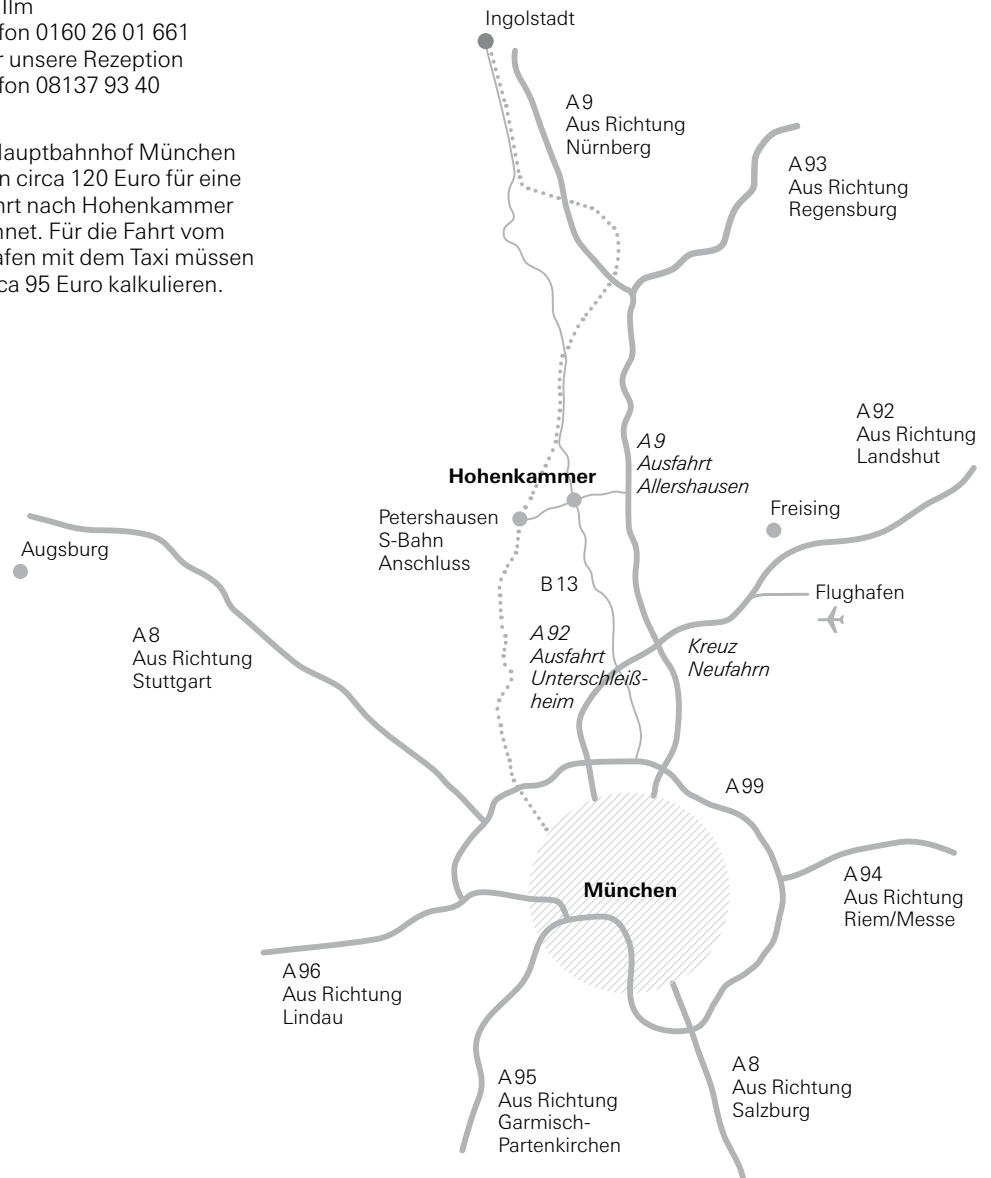 Ilm
fon 0160 26 01 661
unsere Rezeption
fon 08137 93 40
Hauptbahnhof München
n circa 120 Euro für eine
hrt nach Hohenkammer
net. Für die Fahrt vom
afen mit dem Taxi müssen
ca 95 Euro kalkulieren.
Ingolstadt
A 9
Aus Richtung
Nürnberg
A 93
Aus Richtung
Regensburg
A 92
Aus Richtung
Landshut
A 9
Ausfahrt
Allershausen
Hohenkammer
Petershausen
S-Bahn
Anschluss
Freising
Augsburg
B 13
Flughafen
A 8
Aus Richtung
Stuttgart
A 92
Ausfahrt
Unterschleiß-
heim
Kreuz
Neufahrn
A 99
München
A 94
Aus Richtung
Riem/Messe
A 96
Aus Richtung
Lindau
A 95
Aus Richtung
Garmisch-
Partenkirchen
A 8
Aus Richtung
Salzburg